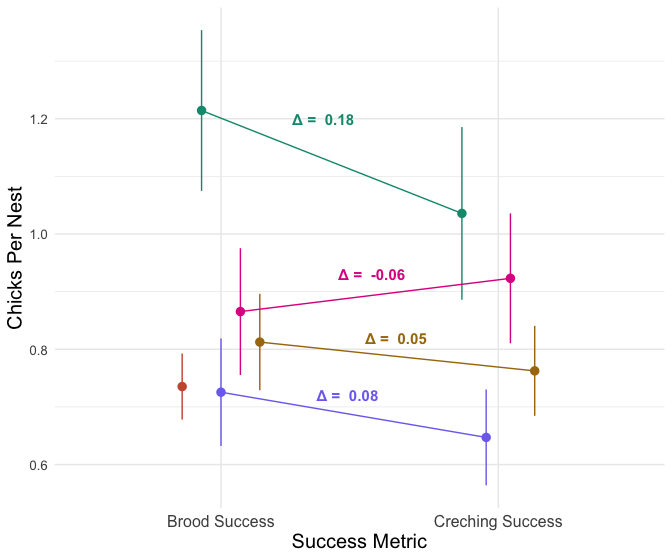 1.2
1.0
0.8
0.6
Chicks Per Nest
Δ = 0.18
Δ = -0.06
Δ = 0.05
Δ = 0.08
Brood Success
Creching Success
Success Metric